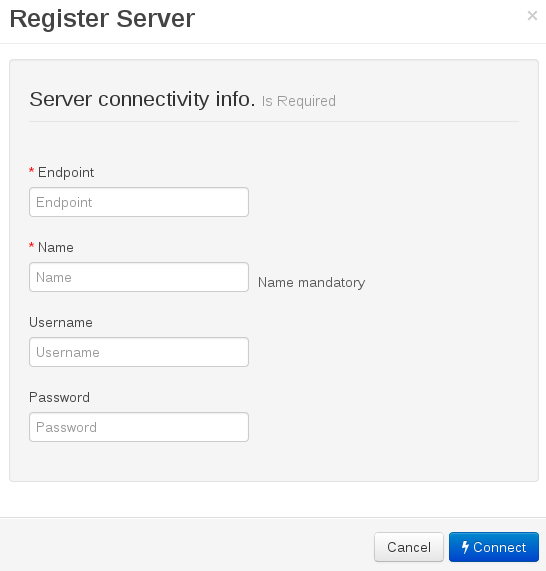 Register Server ×
Server connectivity info. Is Required
* Endpoint
Endpoint
* Name
Name Name mandatory
Username
Username
Password
Password
Cancel Connect